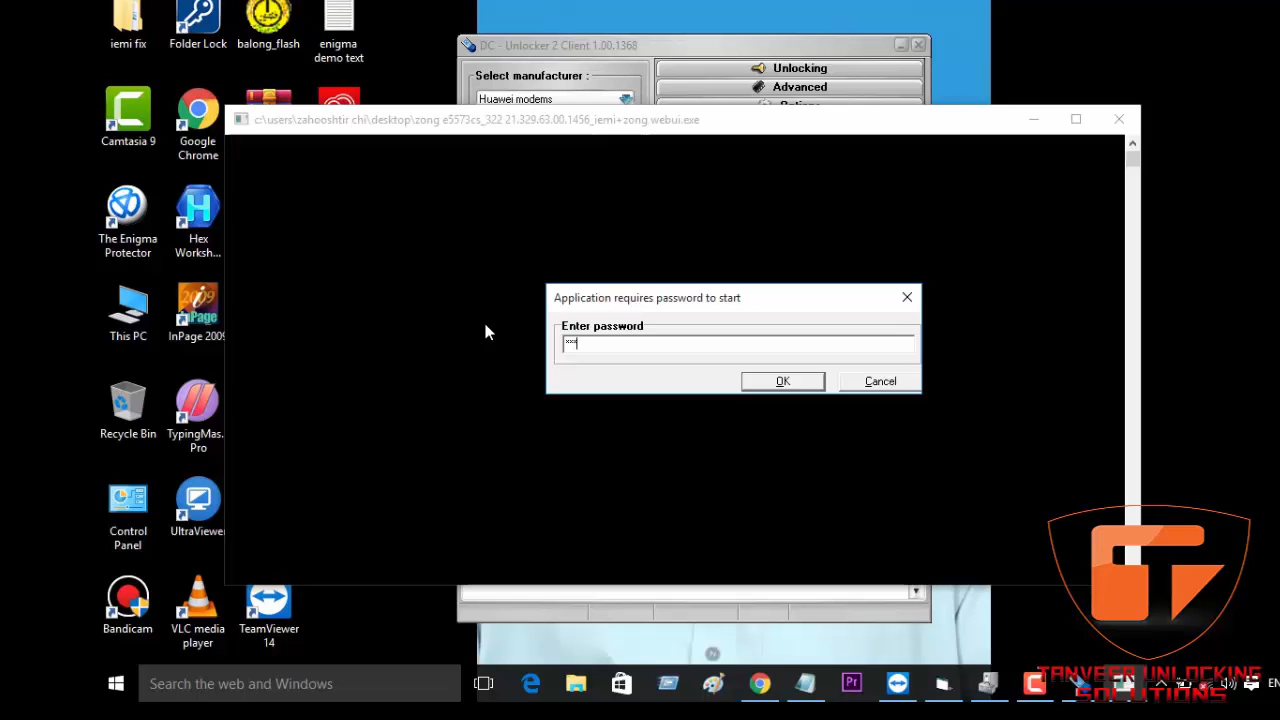 iemi fix
Folder Lock
balong_flash
enigma
demo text
DC - Unlocker 2 Client 1.00.1368
Select manufacturer :
Huawei modems
Unlocking
Advanced
Options
c:\users\zahooshtir chi\desktop\zong e5573cs_322 21.329.63.00.1456_iemi+zong webui.exe
Camtasia 9
Google
Chrome
The Enigma
Protector
Hex
Worksh...
Application requires password to start
Enter password
***
OK
Cancel
This PC
InPage 2009
Recycle Bin
TypingMas...
Pro
Control
Panel
UltraViewer
Bandicam
VLC media
player
TeamViewer
14
Search the web and Windows
Pr
EN
TANVEER UNLOCKING
SOLUTIONS